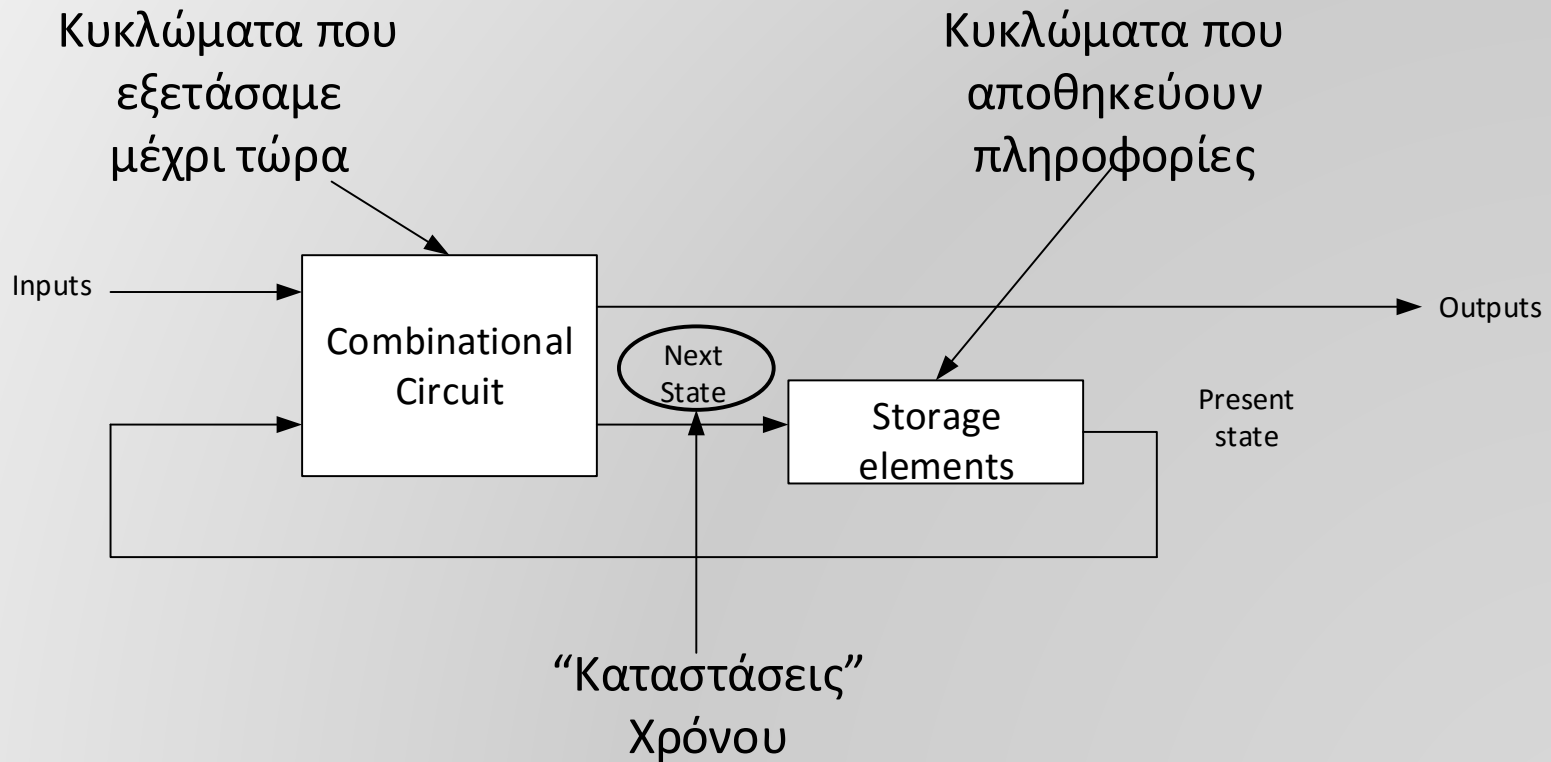 Κυκλώματα που
εξετάσαμε
μέχρι τώρα
Κυκλώματα που
αποθηκεύουν
πληροφορίες
Inputs
Combinational
Circuit
Next
State
Storage
elements
Outputs
Present
state
“Καταστάσεις”
Χρόνου